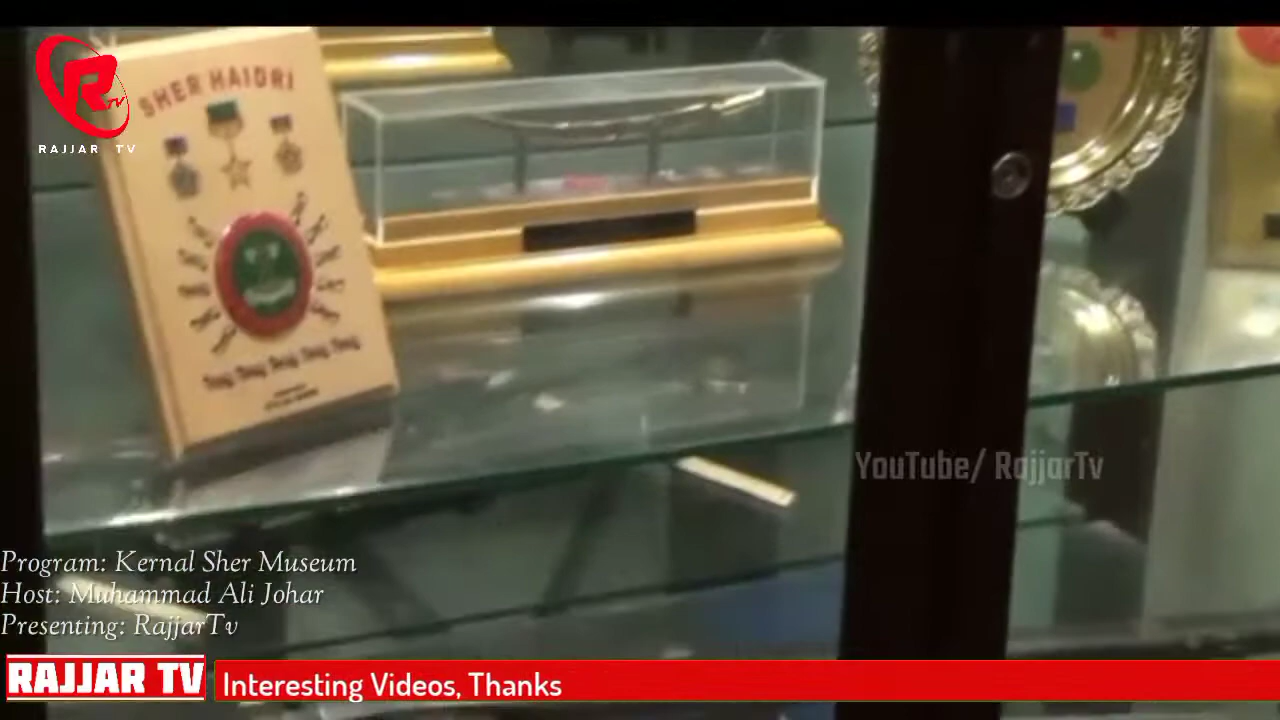 R TV
RAJJAR TV
SHER HAIDRI
YouTube/ RajjarTv
Program: Kernal Sher Museum
Host: Muhammad Ali Johar
Presenting: RajjarTv
RAJJAR TV
Interesting Videos, Thanks